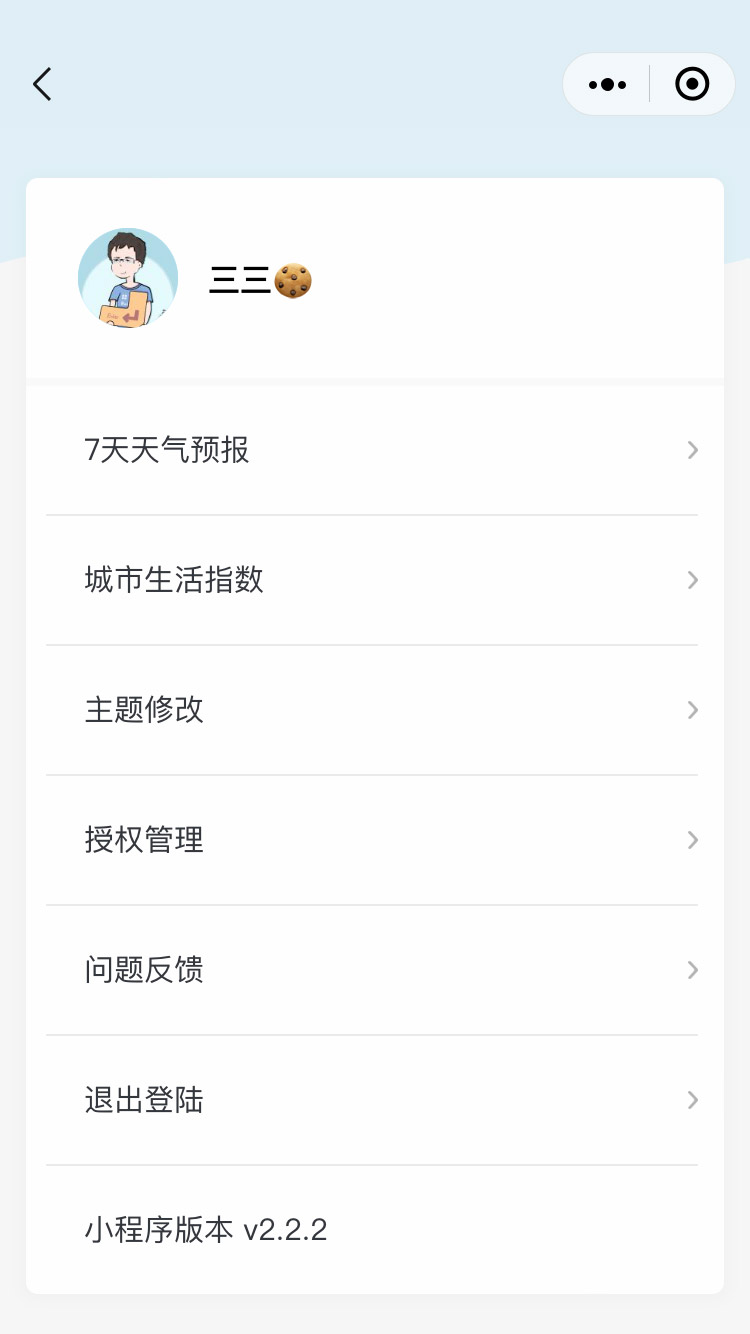 三三🍪
7天天气预报
城市生活指数
主题修改
授权管理
问题反馈
退出登陆
小程序版本 v2.2.2